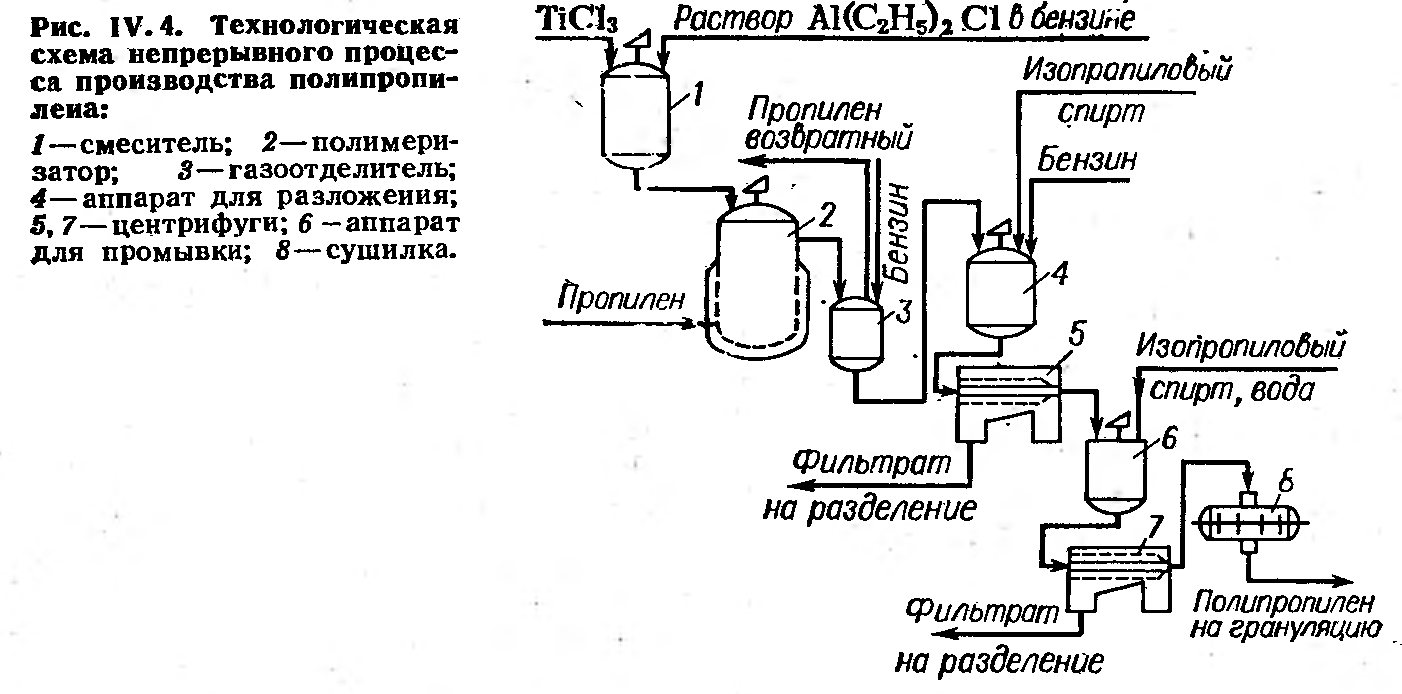 Рис. IV.4. Технологическая
схема непрерывного процес-
са производства полипропи-
лена:
1—смеситель; 2—полимери-
затор; 3—газоотделитель;
4—аппарат для разложения;
5, 7—центрифуги; 6 – аппарат
для промывки; 8—сушилка.
TiCl3 Раствор Al(C2H5)2 Cl в бензине
1
Изопропиловый
спирт
Пропилен
возвратный
Бензин
2
Бензин
4
Пропилен
3
5
Изопропиловый
спирт, вода
6
Фильтрат
на разделение
8
7
Полипропилен
на грануляцию
Фильтрат
на разделение